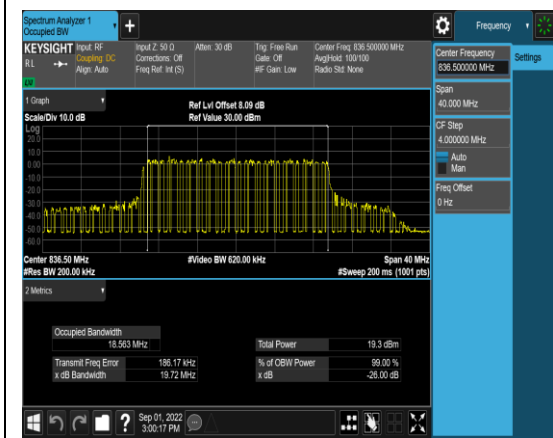 Spectrum Analyzer 1
Occupied BW
Frequency
KEYSIGHT
RL
Input: RF
Coupling: DC
Align: Auto
Input Z: 50 Ω
Corrections: Off
Freq Ref: Int (S)
Atten: 30 dB
Trig: Free Run
Gate: Off
#IF Gain: Low
Center Freq: 836.500000 MHz
Avg|Hold: 100/100
Radio Std: None
Center Frequency
836.500000 MHz
Settings
Span
40.000 MHz
CF Step
4.000000 MHz
Auto
Man
Freq Offset
0 Hz
1 Graph
Scale/Div 10.0 dB
Ref Lvl Offset 8.09 dB
Ref Value 30.00 dBm
Log
20.0
10.0
0.00
-10.0
-20.0
-30.0
-40.0
-50.0
-60.0
Center 836.50 MHz
#Res BW 200.00 kHz
#Video BW 620.00 kHz
Span 40 MHz
#Sweep 200 ms (1001 pts)
2 Metrics
Occupied Bandwidth
18.563 MHz
Total Power 19.3 dBm
Transmit Freq Error 186.17 kHz
% of OBW Power 99.00 %
x dB Bandwidth 19.72 MHz
x dB -26.00 dB
Sep 01, 2022
3:00:17 PM